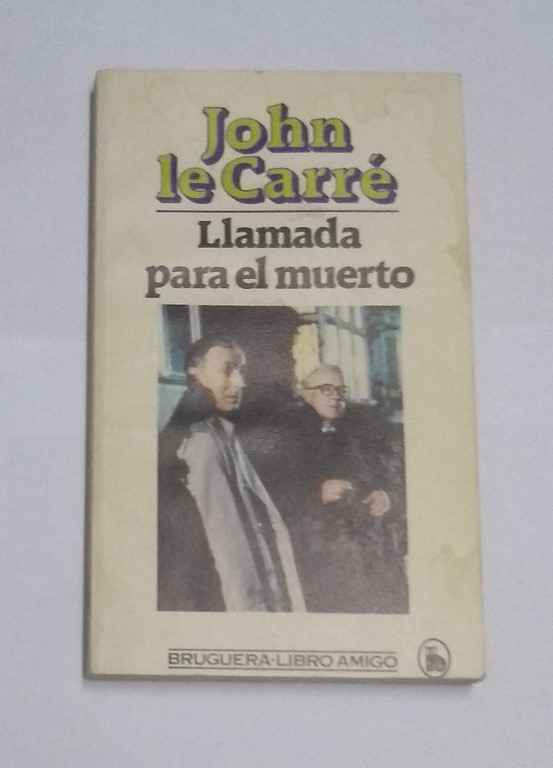 John
le Carré
Llamada
para el muerto
BRUGUERA-LIBRO AMIGO